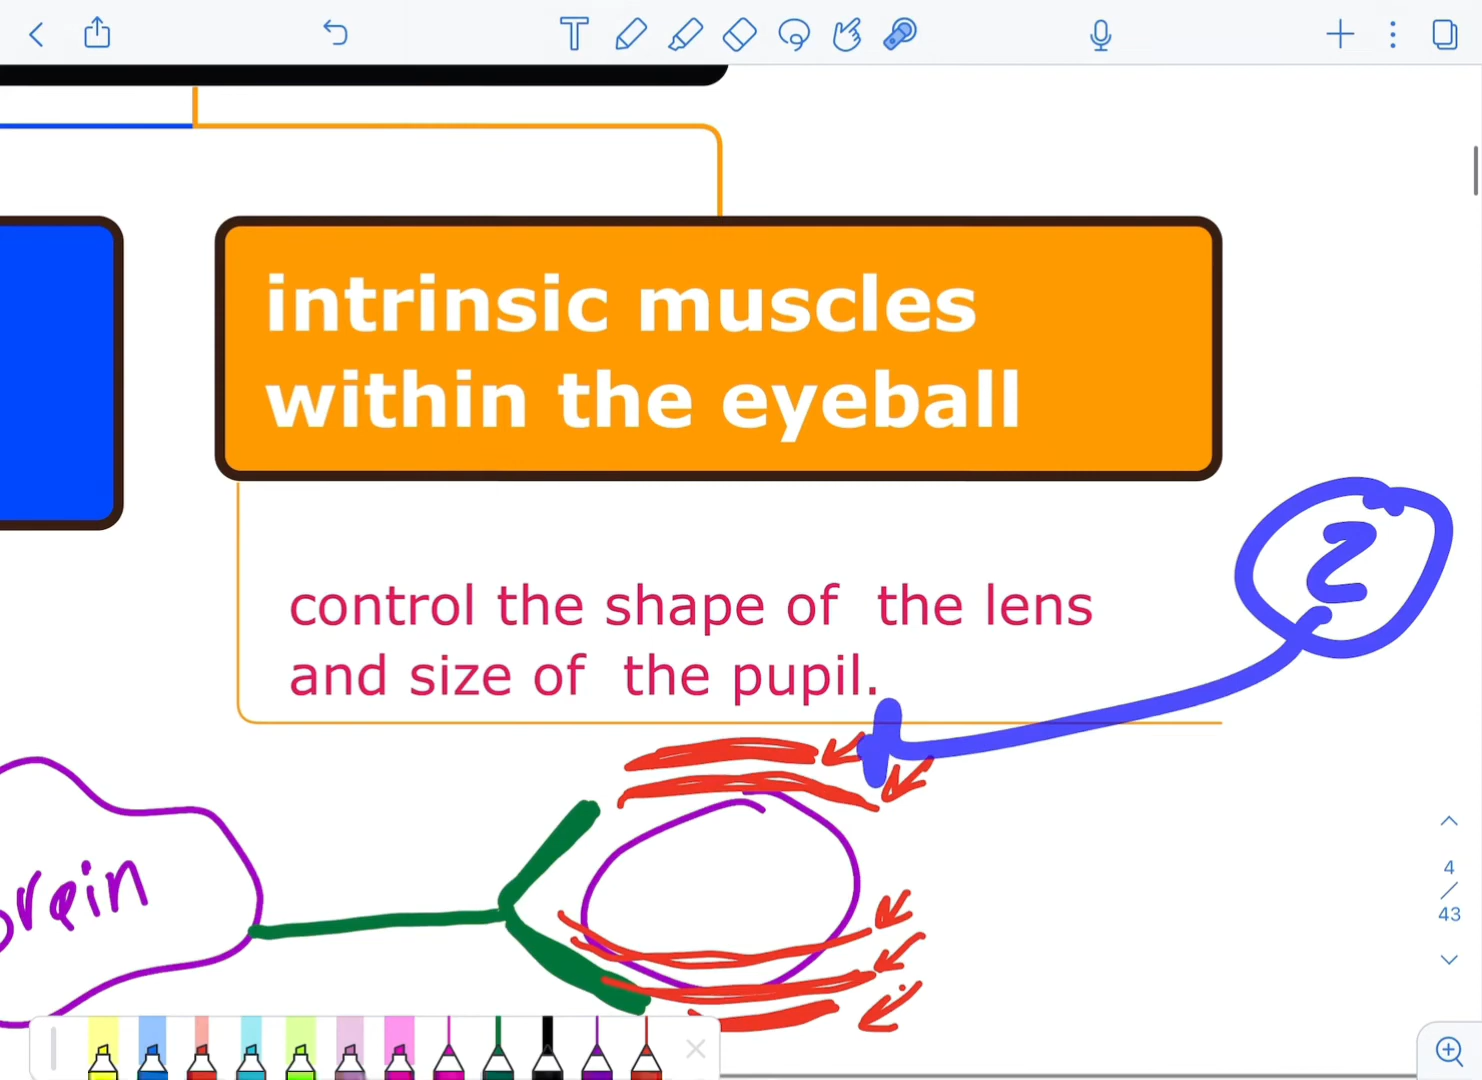 intrinsic muscles
within the eyeball
2
control the shape of the lens
and size of the pupil.
brain
4
/
43